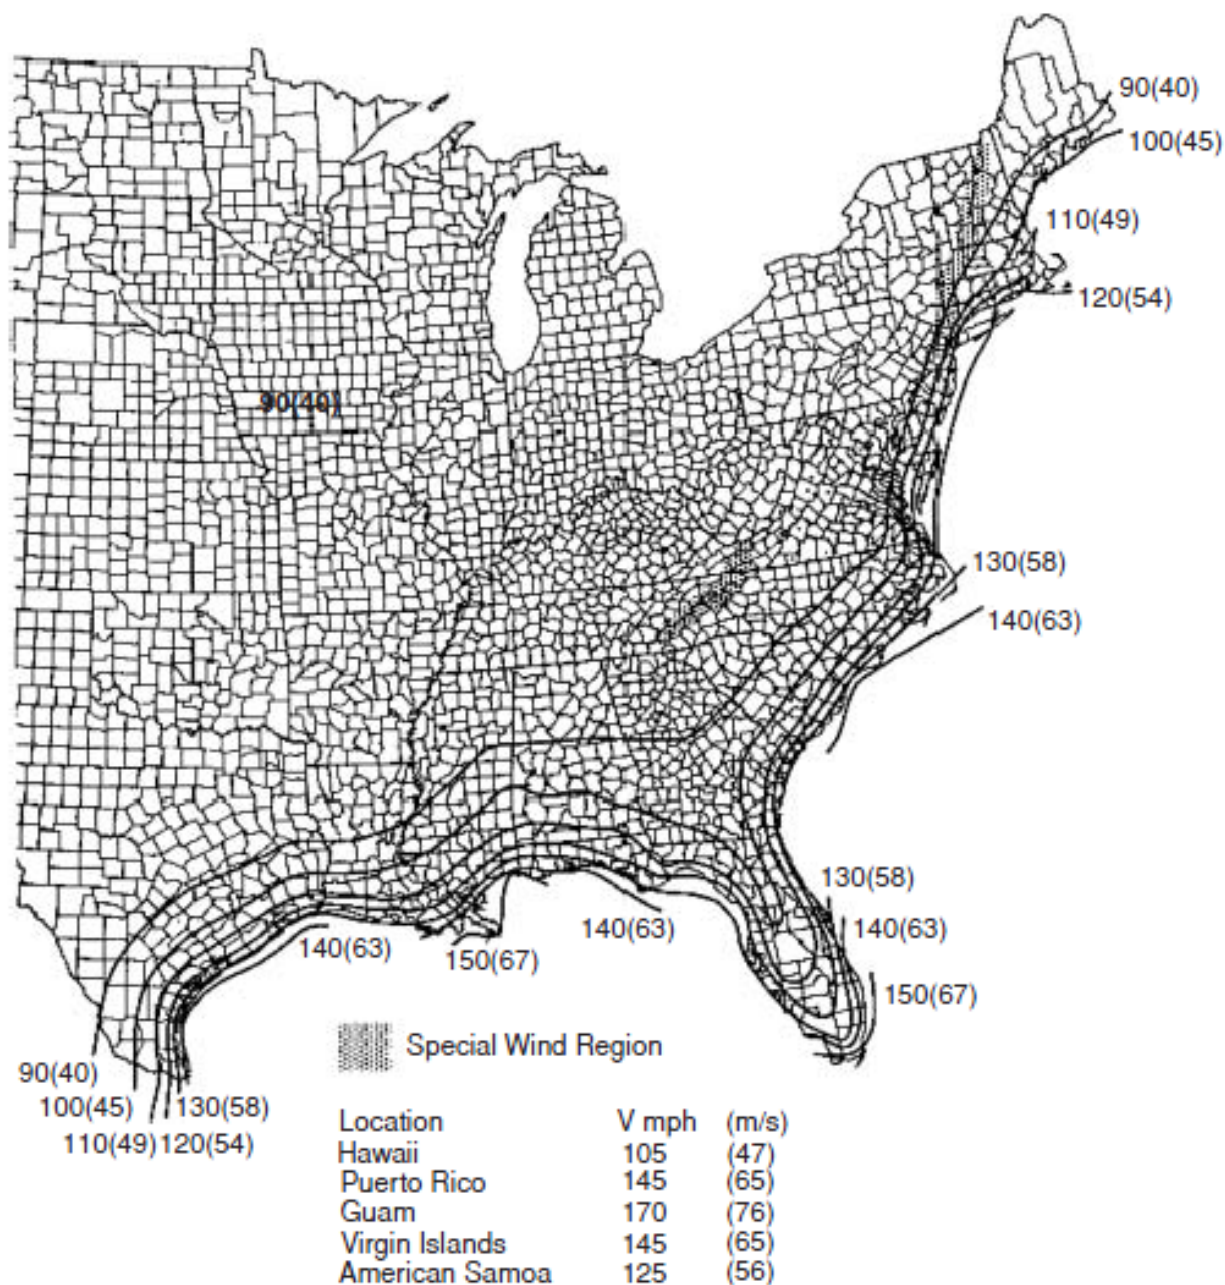 90(40)
100(45)
110(49)
120(54)
90(40)
130(58)
140(63)
130(58)
140(63)
140(63)
140(63)
150(67)
150(67)
Special Wind Region
90(40)
100(45)
130(58)
110(49)
120(54)
Location V mph (m/s)
Hawaii 105 (47)
Puerto Rico 145 (65)
Guam 170 (76)
Virgin Islands 145 (65)
American Samoa 125 (56)